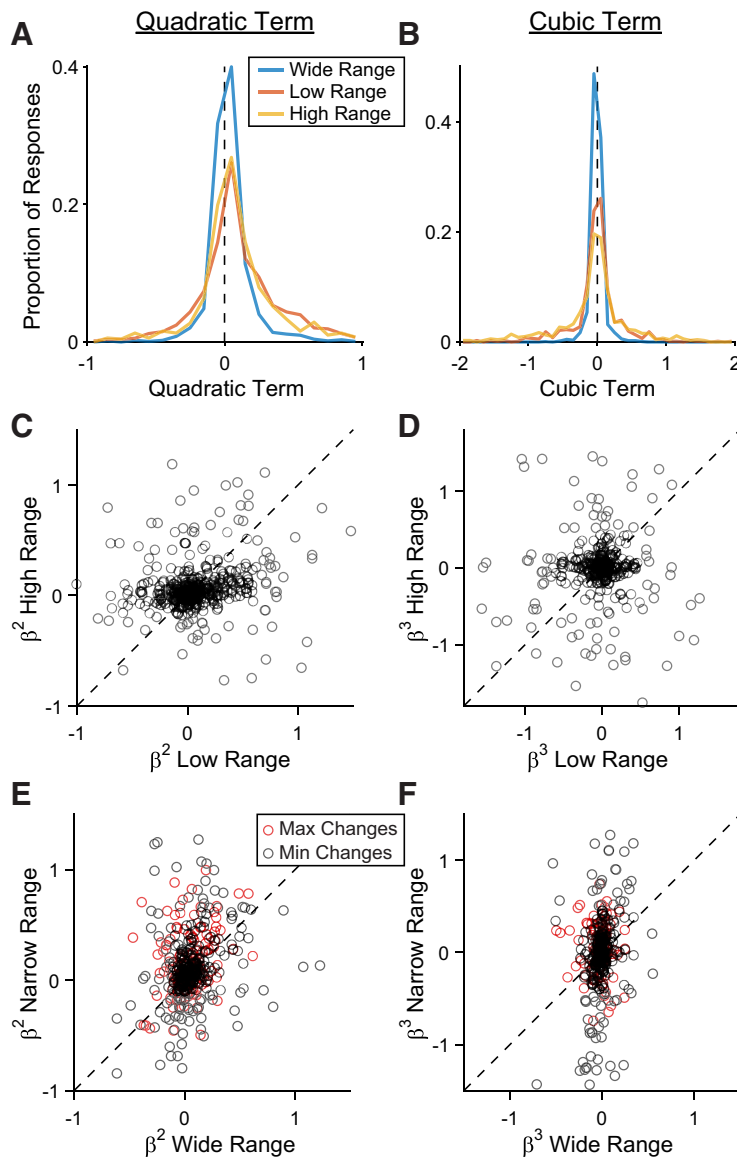 Quadratic Term
Cubic Term
A
B
Wide Range
Low Range
High Range
Proportion of Responses
0.4
0.2
0
-1
0
1
Quadratic Term
0.4
0.2
0
-2
-1
0
1
2
Cubic Term
C
D
β² High Range
1
0
-1
-1
0
1
β² Low Range
β³ High Range
1
0
-1
-1
0
1
β³ Low Range
E
F
Max Changes
Min Changes
β² Narrow Range
1
0
-1
-1
0
1
β² Wide Range
β³ Narrow Range
1
0
-1
-1
0
1
β³ Wide Range